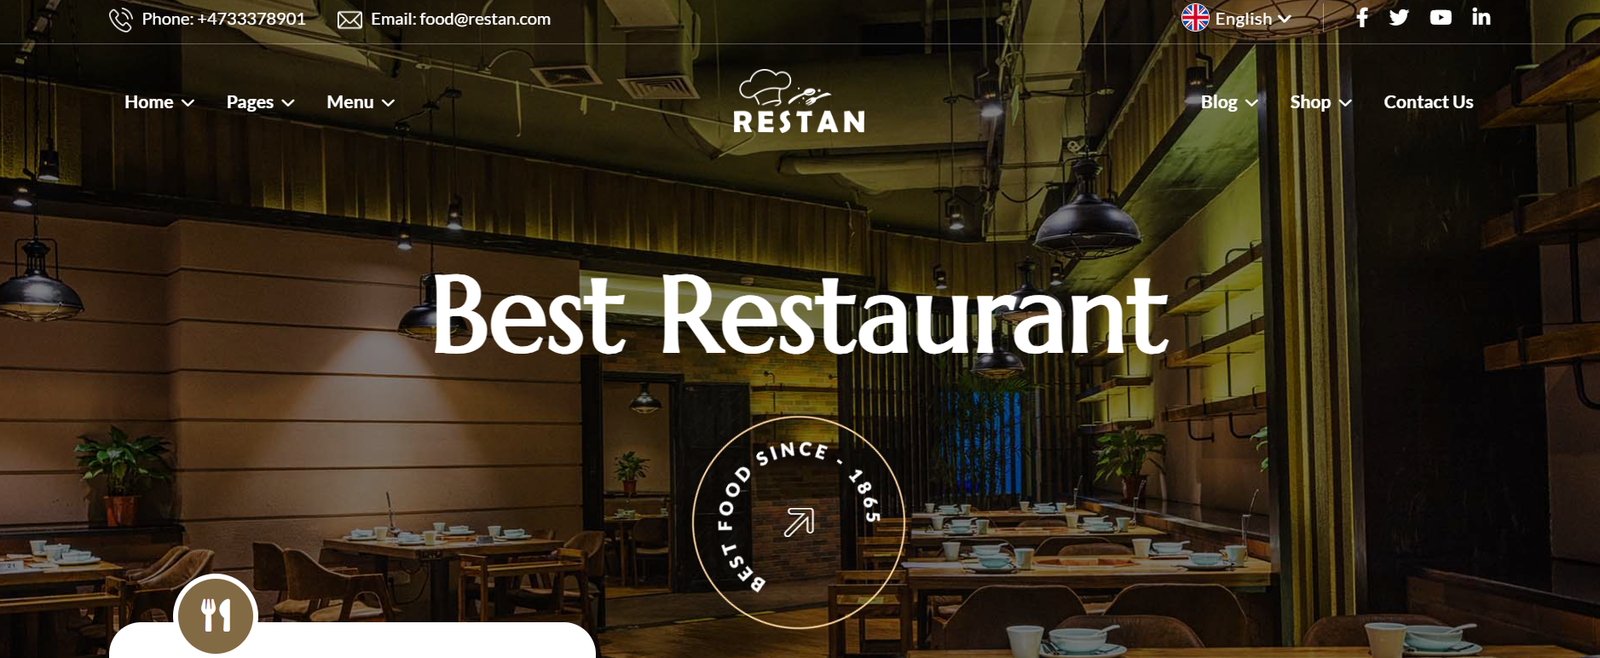 Phone: +4733378901
Email: food@restan.com
English
Home
Pages
Menu
RESTAN
Blog
Shop
Contact Us
Best Restaurant
BEST FOOD SINCE - 1865